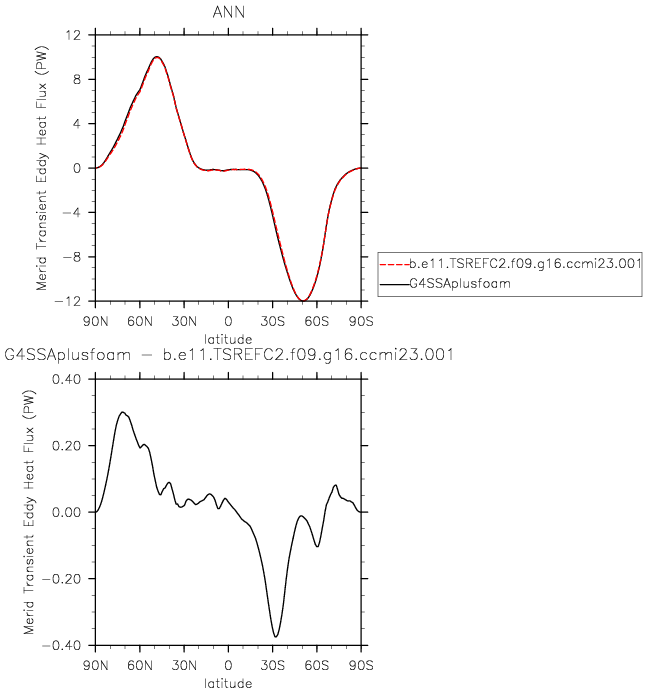 ANN
Merid Transient Eddy Heat Flux (PW)
12
8
4
0
−4
−8
−12
90N 60N 30N 0 30S 60S 90S
latitude
b.e11.TSREFC2.f09.g16.ccmi23.001
G4SSAplusfoam
G4SSAplusfoam − b.e11.TSREFC2.f09.g16.ccmi23.001
Merid Transient Eddy Heat Flux (PW)
0.40
0.20
0.00
−0.20
−0.40
90N 60N 30N 0 30S 60S 90S
latitude